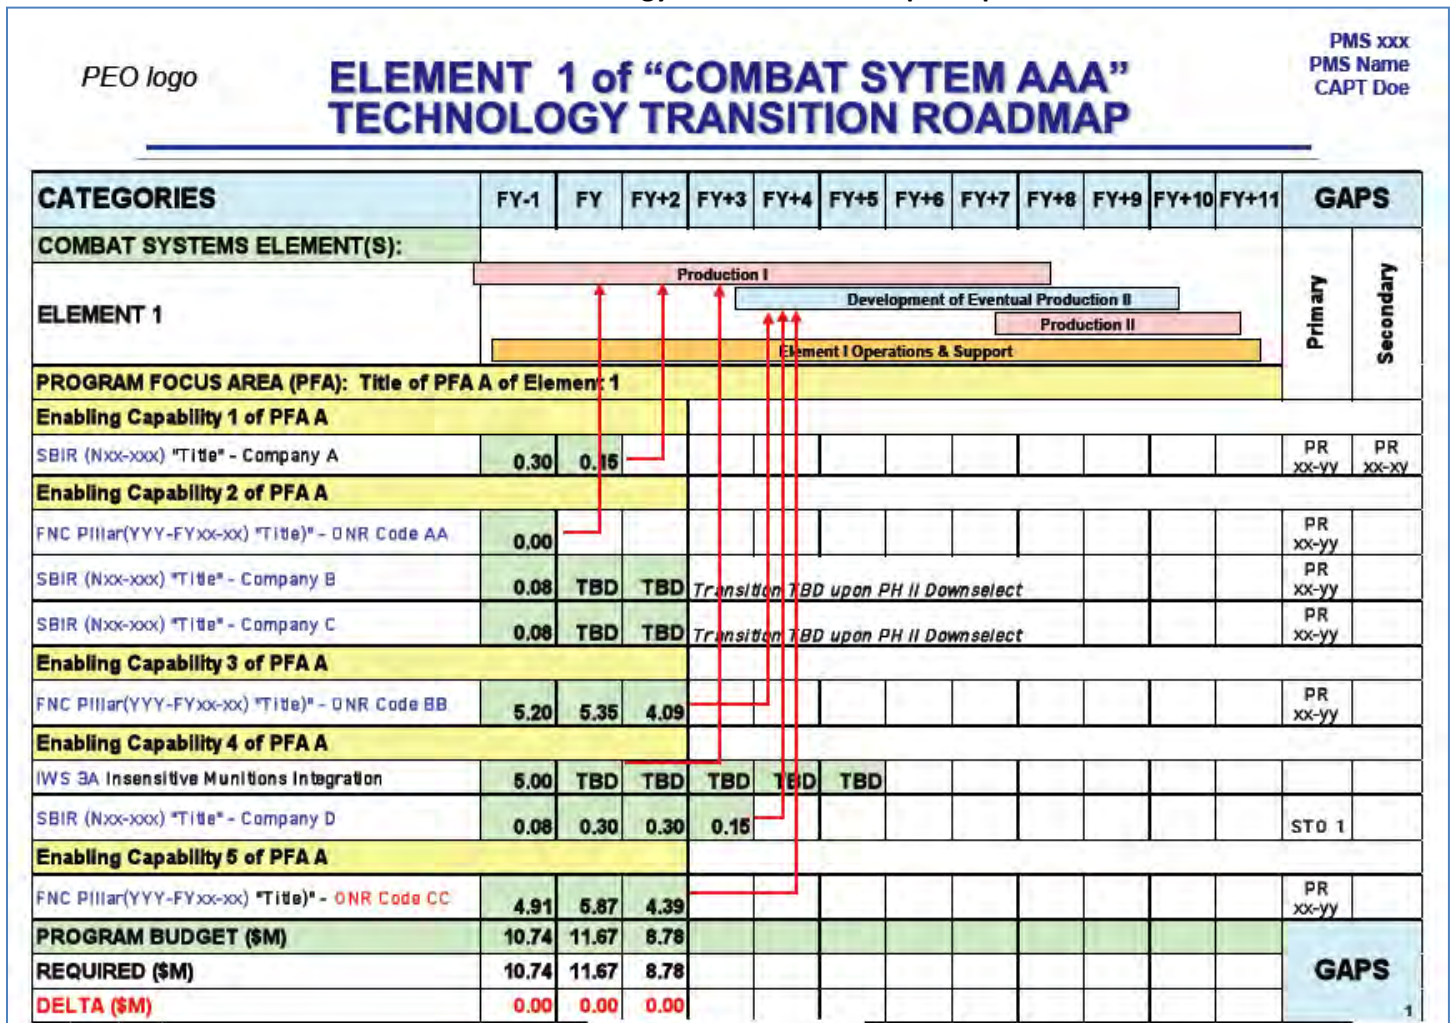 PEO logo
ELEMENT 1 of “COMBAT SYTEM AAA”
TECHNOLOGY TRANSITION ROADMAP
PMS xxx
PMS Name
CAPT Doe
CATEGORIES FY-1 FY FY+2 FY+3 FY+4 FY+5 FY+6 FY+7 FY+8 FY+9 FY+10 FY+11 GAPS
COMBAT SYSTEMS ELEMENT(S):
Primary
Secondary
ELEMENT 1
Production I
Development of Eventual Production II
Production II
Element I Operations & Support
PROGRAM FOCUS AREA (PFA): Title of PFA A of Element 1
Enabling Capability 1 of PFA A
SBIR (Nxx-xxx) "Title" - Company A 0.30 0.15 PR xx-yy PR xx-xy
Enabling Capability 2 of PFA A
FNC Pillar(YYY-FYxx-xx) "Title)" - ONR Code AA 0.00 PR xx-yy
SBIR (Nxx-xxx) "Title" - Company B 0.08 TBD TBD Transition TBD upon PH II Downselect PR xx-yy
SBIR (Nxx-xxx) "Title" - Company C 0.08 TBD TBD Transition TBD upon PH II Downselect PR xx-yy
Enabling Capability 3 of PFA A
FNC Pillar(YYY-FYxx-xx) "Title)" - ONR Code BB 5.20 5.35 4.09 PR xx-yy
Enabling Capability 4 of PFA A
IWS 3A Insensitive Munitions Integration 5.00 TBD TBD TBD TBD TBD
SBIR (Nxx-xxx) "Title" - Company D 0.08 0.30 0.30 0.15 STO 1
Enabling Capability 5 of PFA A
FNC Pillar(YYY-FYxx-xx) "Title)" - ONR Code CC 4.91 5.87 4.39 PR xx-yy
PROGRAM BUDGET ($M) 10.74 11.67 8.78
REQUIRED ($M) 10.74 11.67 8.78 GAPS
DELTA ($M) 0.00 0.00 0.00 1